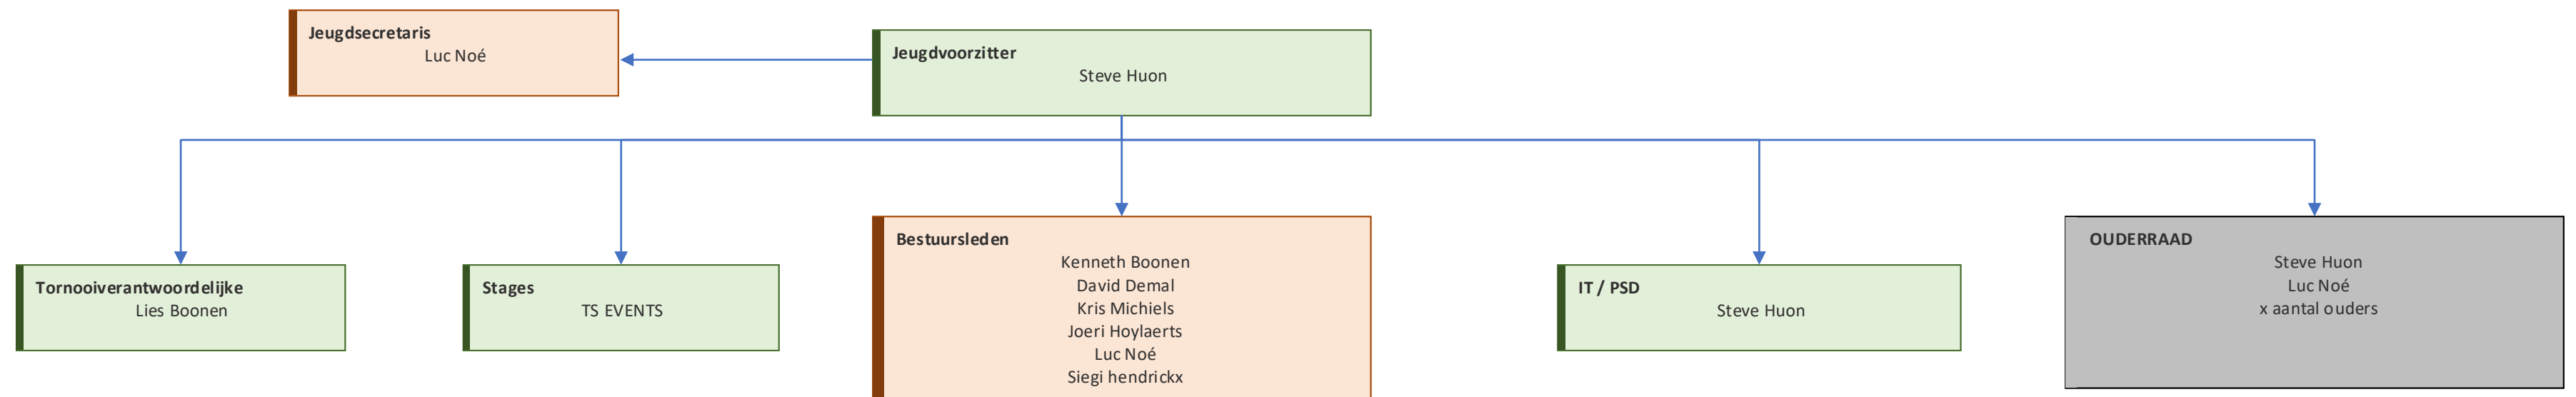 Jeugdsecretaris
Luc Noé
Jeugdvoorzitter
Steve Huon
Tornooiverantwoordelijke
Lies Boonen
Stages
TS EVENTS
Bestuursleden
Kenneth Boonen
David Demal
Kris Michiels
Joeri Hoylaerts
Luc Noé
Siegi hendrickx
IT / PSD
Steve Huon
OUDERRAAD
Steve Huon
Luc Noé
x aantal ouders